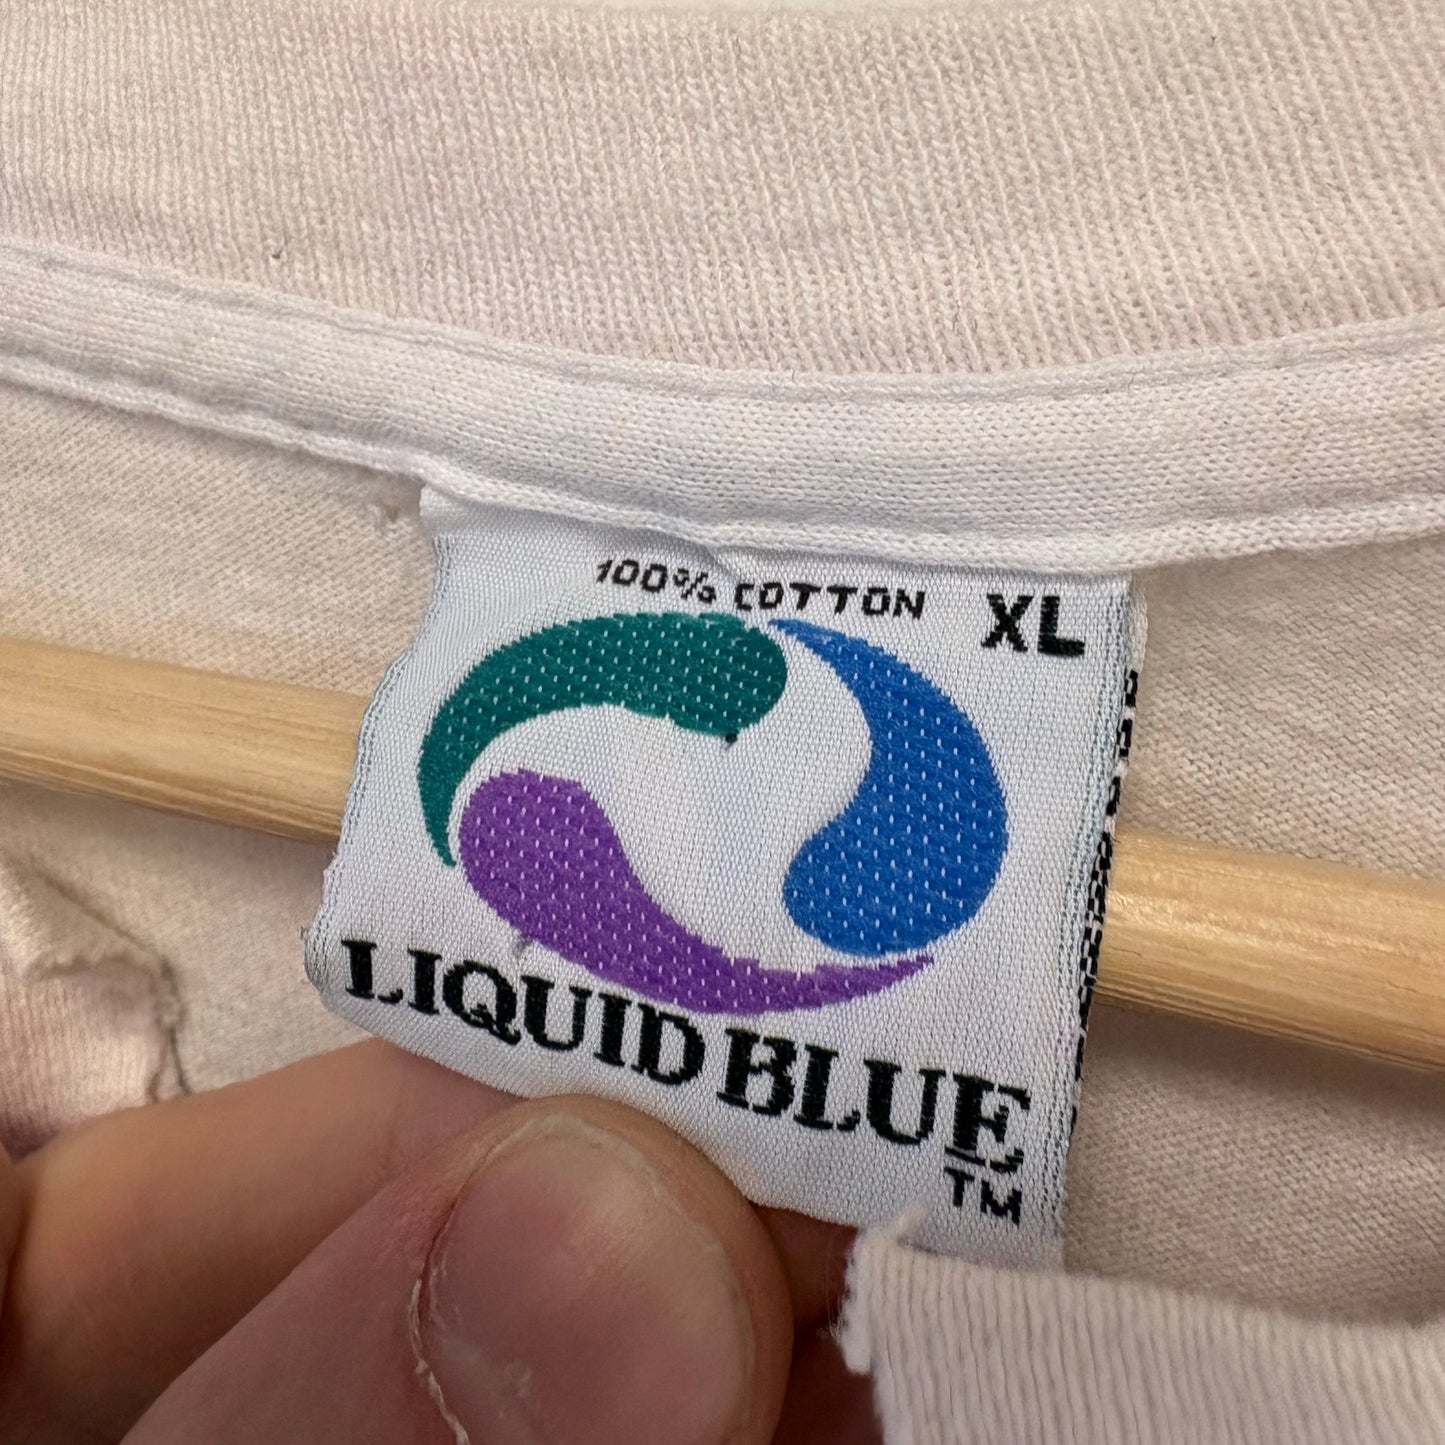 100% COTTON XL
LIQUID BLUE
TM